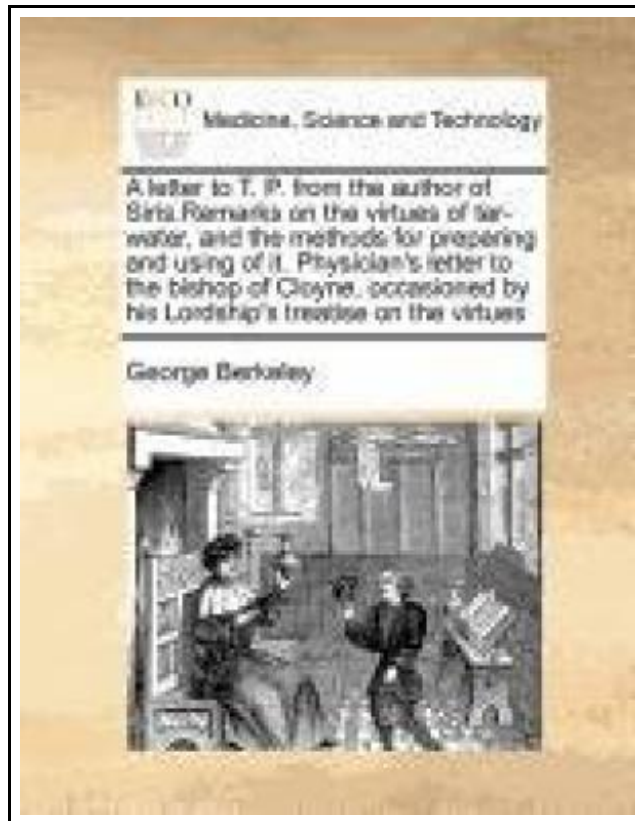 ECCO
Medicine, Science and Technology
A letter to T. P. from the author of
Siris.Remarks on the virtues of tar-
water, and the methods for preparing
and using of it. Physician's letter to
the bishop of Cloyne, occasioned by
his Lordship's treatise on the virtues
George Berkeley